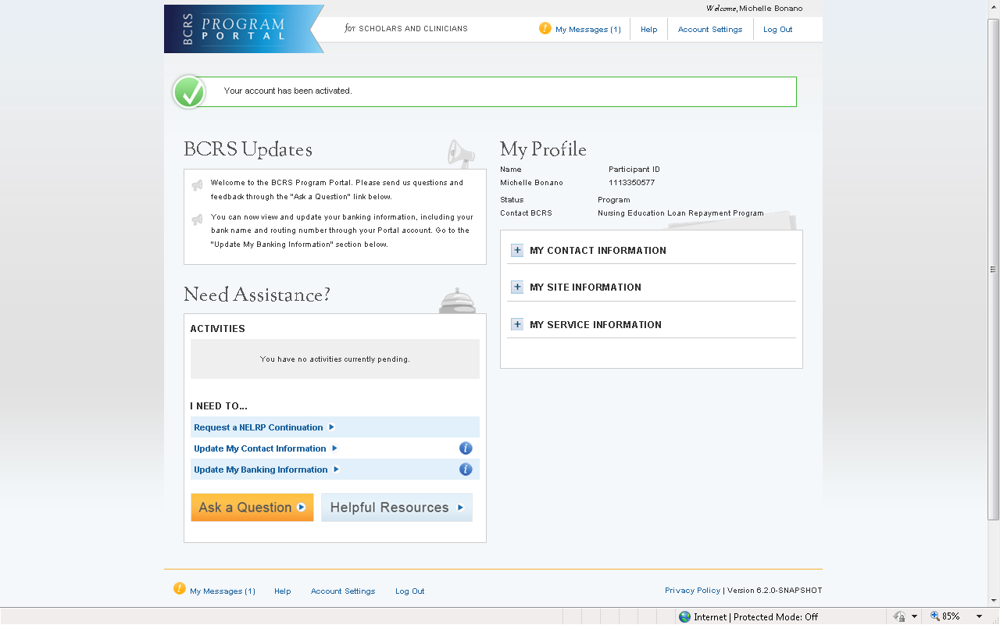 Welcome, Michelle Bonano
BCRS PROGRAM PORTAL
for SCHOLARS AND CLINICIANS
My Messages (1)
Help
Account Settings
Log Out
Your account has been activated.
BCRS Updates
Welcome to the BCRS Program Portal. Please send us questions and
feedback through the "Ask a Question" link below.
You can now view and update your banking information, including your
bank name and routing number through your Portal account. Go to the
"Update My Banking Information" section below.
Need Assistance?
ACTIVITIES
You have no activities currently pending.
I NEED TO...
Request a NELRP Continuation
Update My Contact Information
Update My Banking Information
Ask a Question
Helpful Resources
My Profile
Name Participant ID
Michelle Bonano 1113350577
Status Program
Contact BCRS Nursing Education Loan Repayment Program
MY CONTACT INFORMATION
MY SITE INFORMATION
MY SERVICE INFORMATION
My Messages (1)
Help
Account Settings
Log Out
Privacy Policy | Version 6.2.0-SNAPSHOT
Internet | Protected Mode: Off
85%